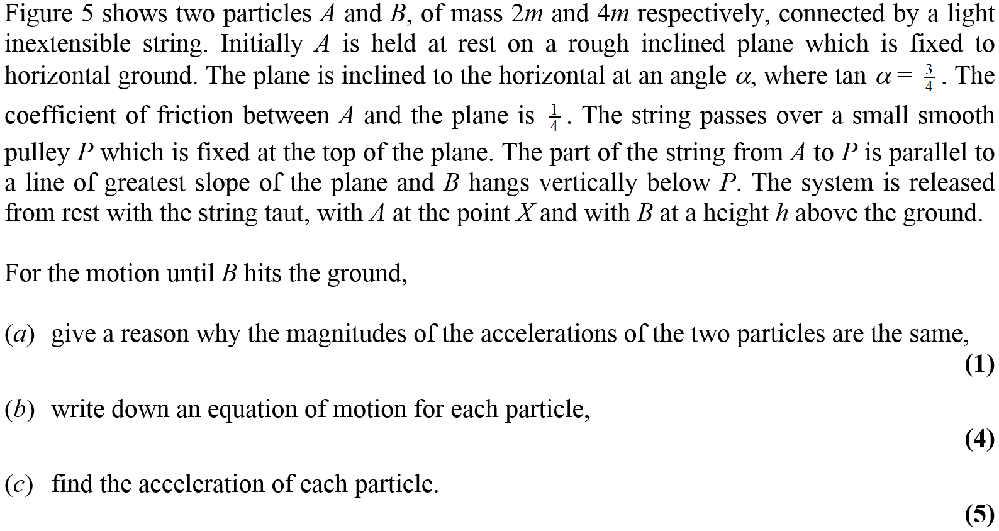 Figure 5 shows two particles A and B, of mass 2m and 4m respectively, connected by a light
inextensible string. Initially A is held at rest on a rough inclined plane which is fixed to
horizontal ground. The plane is inclined to the horizontal at an angle α, where tan α = 3/4 . The
coefficient of friction between A and the plane is 1/4 . The string passes over a small smooth
pulley P which is fixed at the top of the plane. The part of the string from A to P is parallel to
a line of greatest slope of the plane and B hangs vertically below P. The system is released
from rest with the string taut, with A at the point X and with B at a height h above the ground.
For the motion until B hits the ground,
(a) give a reason why the magnitudes of the accelerations of the two particles are the same,
(1)
(b) write down an equation of motion for each particle,
(4)
(c) find the acceleration of each particle.
(5)